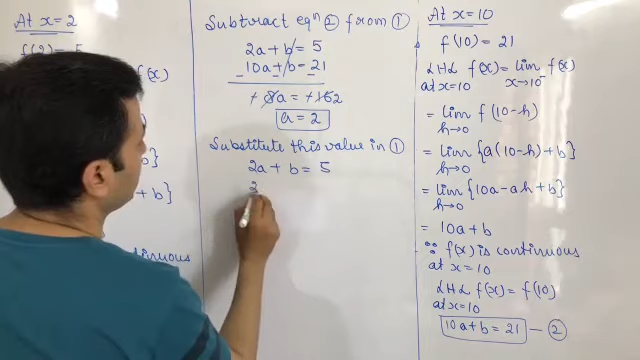 At x = 2
f(2) = 5
f(x)
b}
+ b}
continuous
Subtract eqⁿ ② from ①
2a + b = 5
10a + b = 21
- - -
+ 8a = +16 2
a = 2
Substitute this value in ①
2a + b = 5
2
At x = 10
f(10) = 21
LHL f(x) = lim f(x)
at x=10 x→10⁻
= lim f(10-h)
h→0
= lim {a(10-h)+b}
h→0
= lim {10a-ah+b}
h→0
= 10a+b
∵ f(x) is continuous
at x = 10
LHL f(x) = f(10)
at x=10
10a+b = 21 — ②